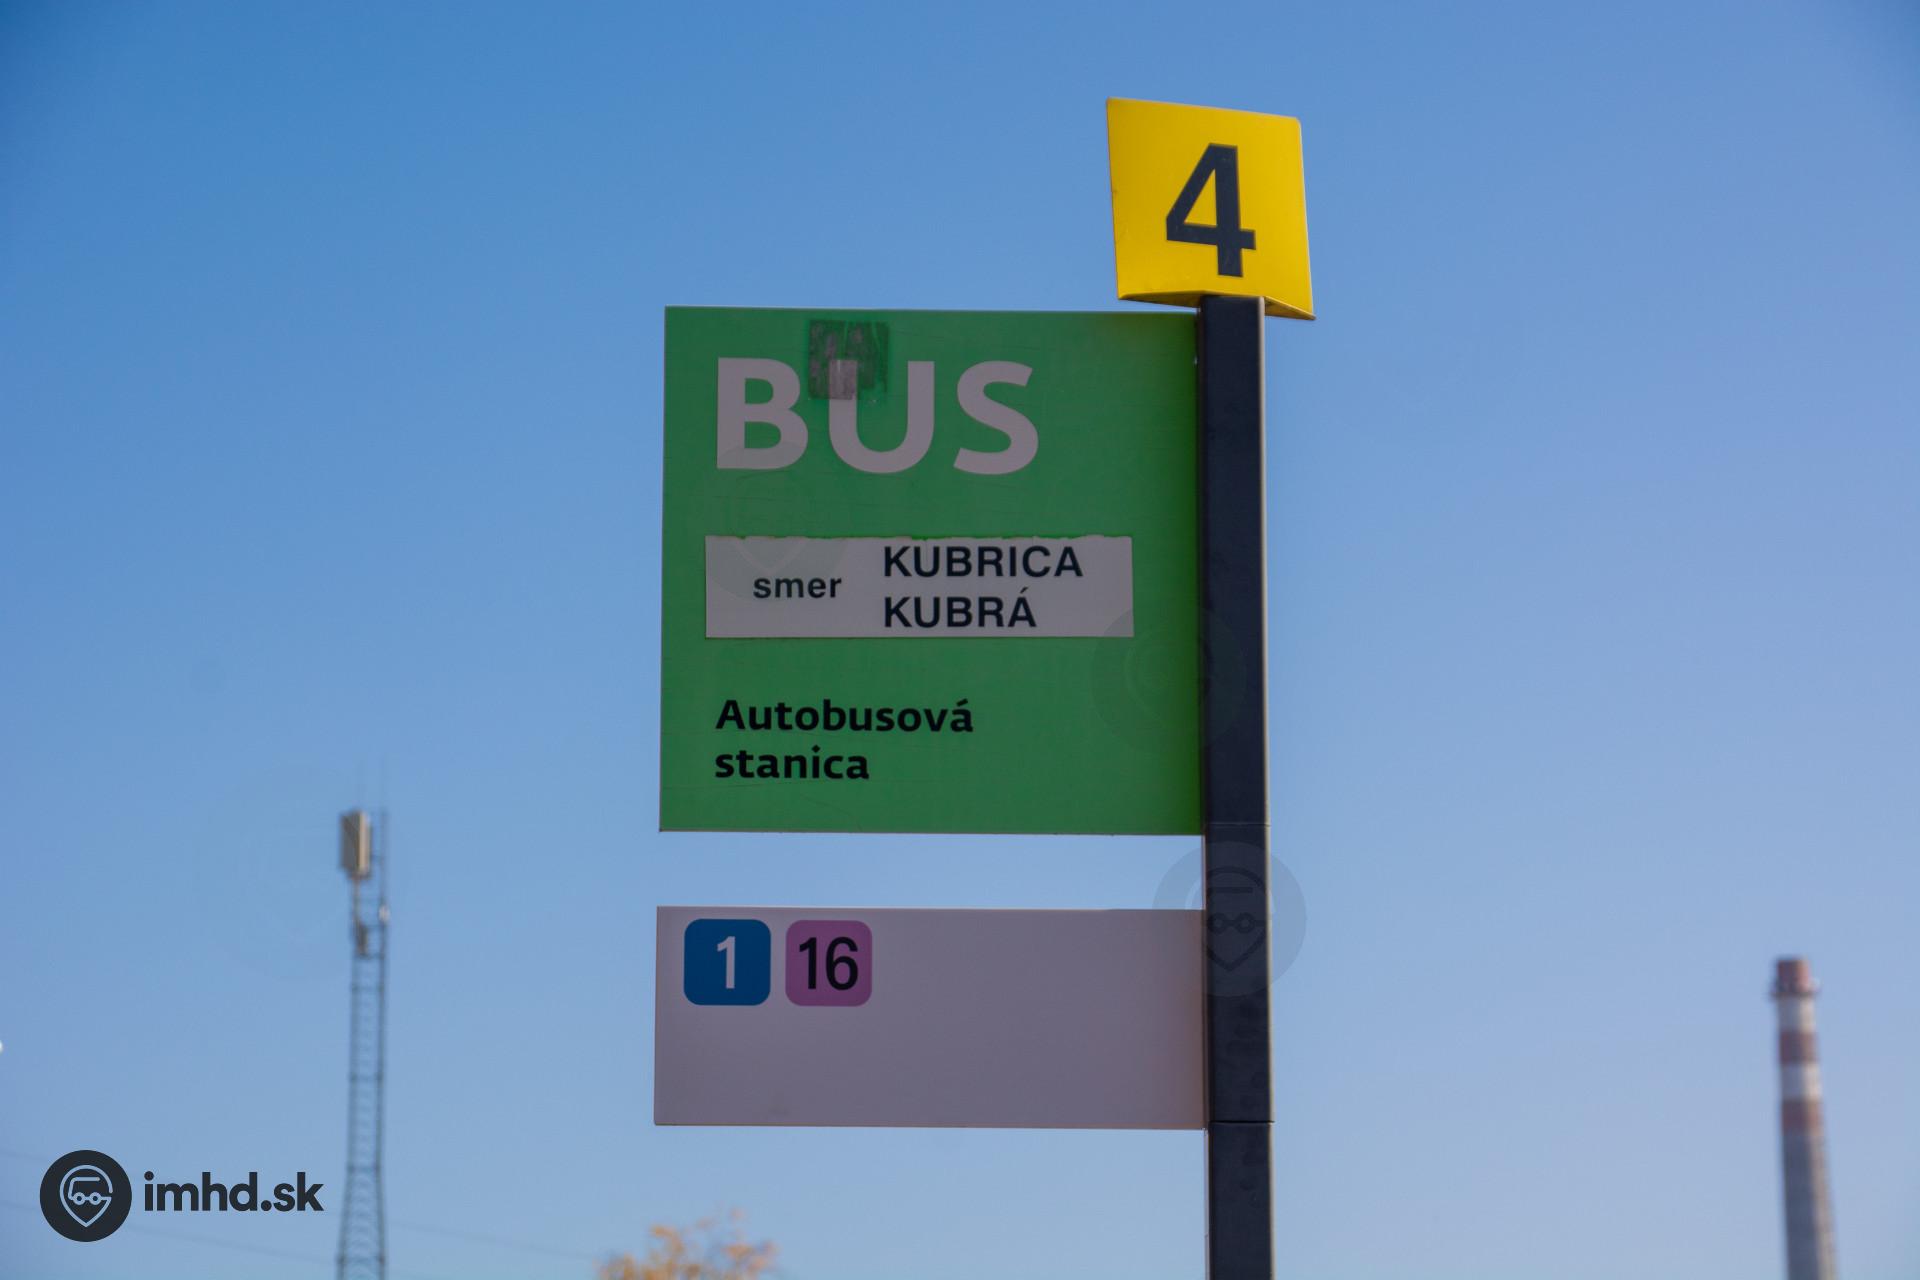 4
BUS
smer KUBRICA
KUBRÁ
Autobusová
stanica
1 16
imhd.sk